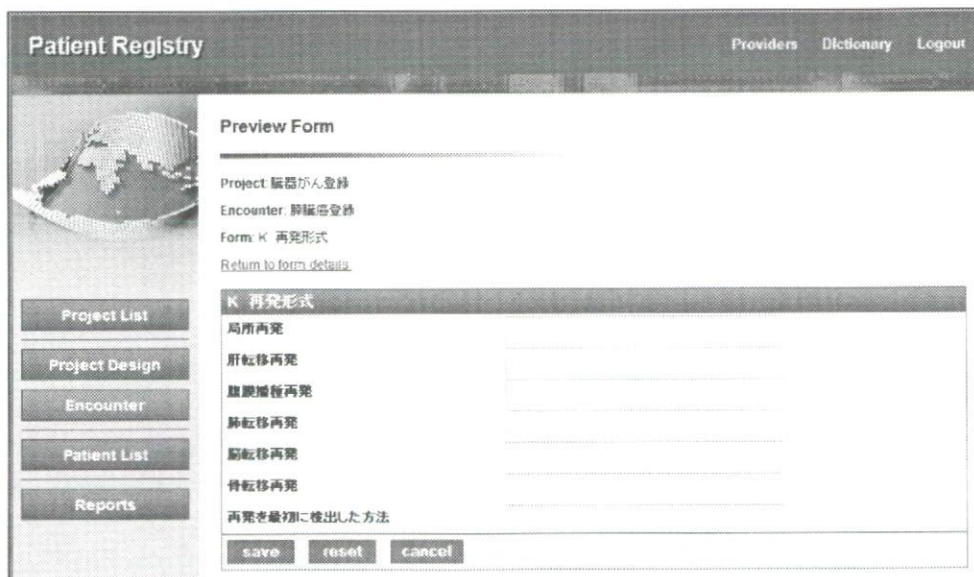 Patient Registry
Providers Dictionary Logout
Preview Form
Project: 臓器がん登録
Encounter: 膵臓癌登録
Form: K 再発形式
Return to form details.
K 再発形式
局所再発
肝転移再発
腹膜播種再発
肺転移再発
脳転移再発
骨転移再発
再発を最初に検出した方法
save reset cancel
Project List
Project Design
Encounter
Patient List
Reports